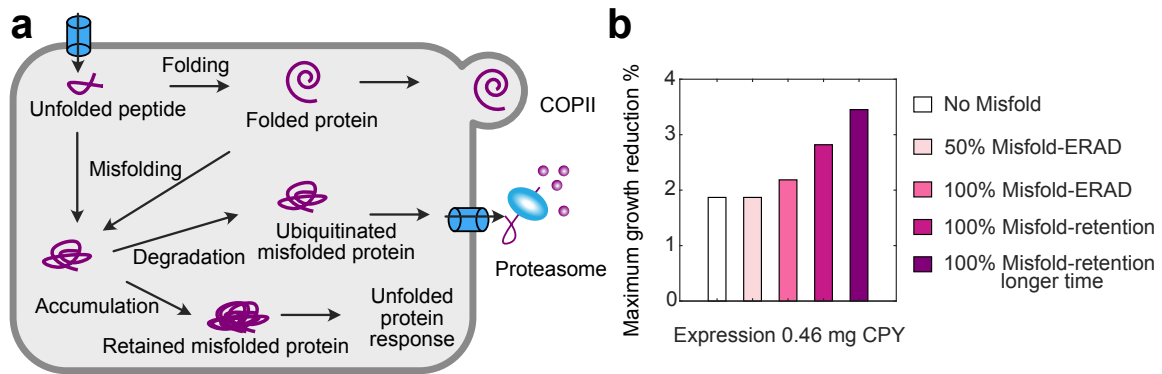 a
Folding
Unfolded peptide
Folded protein
COPII
Misfolding
Degradation
Ubiquitinated
misfolded protein
Proteasome
Accumulation
Retained misfolded protein
Unfolded
protein
response
b
Maximum growth reduction %
4
3
2
1
0
Expression 0.46 mg CPY
No Misfold
50% Misfold-ERAD
100% Misfold-ERAD
100% Misfold-retention
100% Misfold-retention
longer time